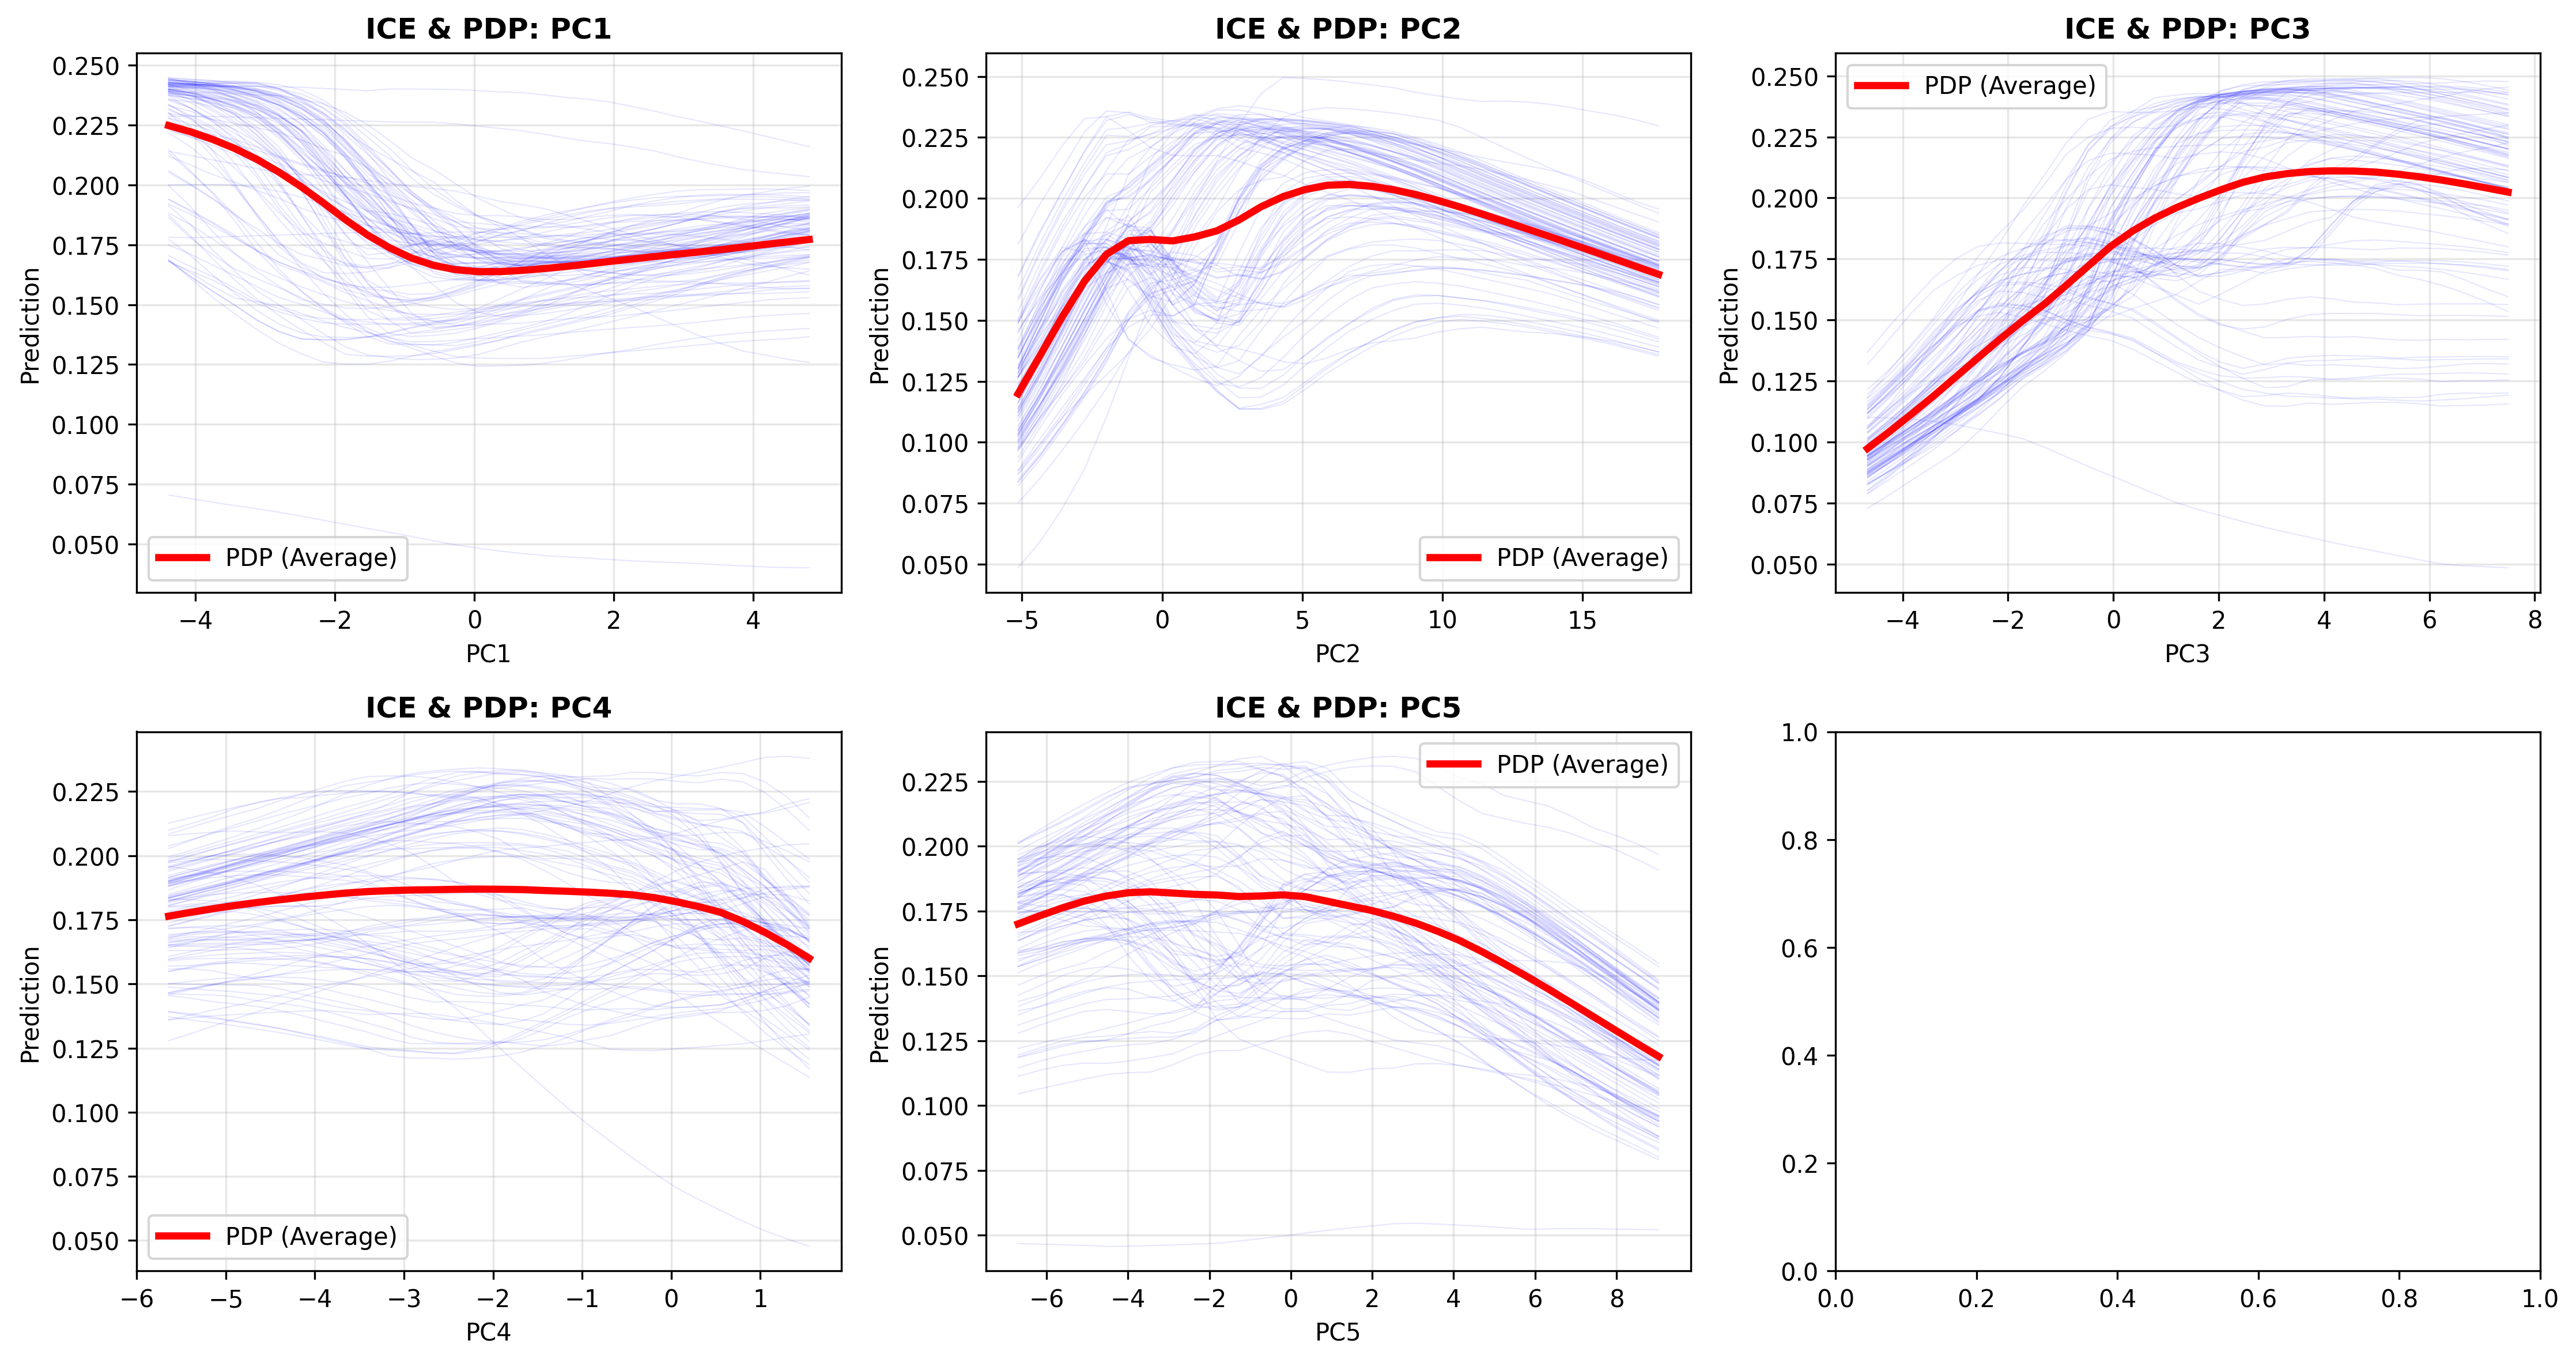 ICE & PDP: PC1
0.250
0.225
0.200
0.175
0.150
0.125
0.100
0.075
0.050
Prediction
PDP (Average)
−4 −2 0 2 4
PC1
ICE & PDP: PC2
0.250
0.225
0.200
0.175
0.150
0.125
0.100
0.075
0.050
Prediction
PDP (Average)
−5 0 5 10 15
PC2
ICE & PDP: PC3
PDP (Average)
0.250
0.225
0.200
0.175
0.150
0.125
0.100
0.075
0.050
Prediction
−4 −2 0 2 4 6 8
PC3
ICE & PDP: PC4
0.225
0.200
0.175
0.150
0.125
0.100
0.075
0.050
Prediction
PDP (Average)
−6 −5 −4 −3 −2 −1 0 1
PC4
ICE & PDP: PC5
PDP (Average)
0.225
0.200
0.175
0.150
0.125
0.100
0.075
0.050
Prediction
−6 −4 −2 0 2 4 6 8
PC5
1.0
0.8
0.6
0.4
0.2
0.0
0.0 0.2 0.4 0.6 0.8 1.0